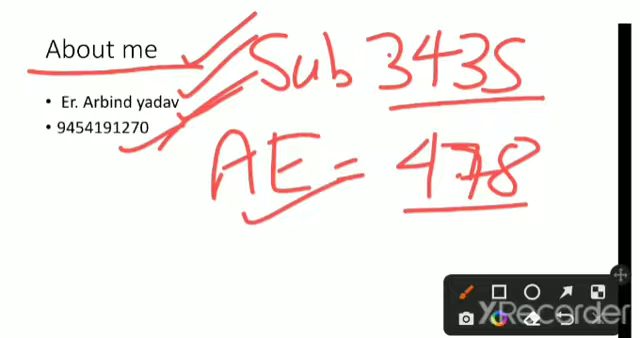 About me
Sub 3435
• Er. Arbind yadav
• 9454191270
AE = 478
XRecorder